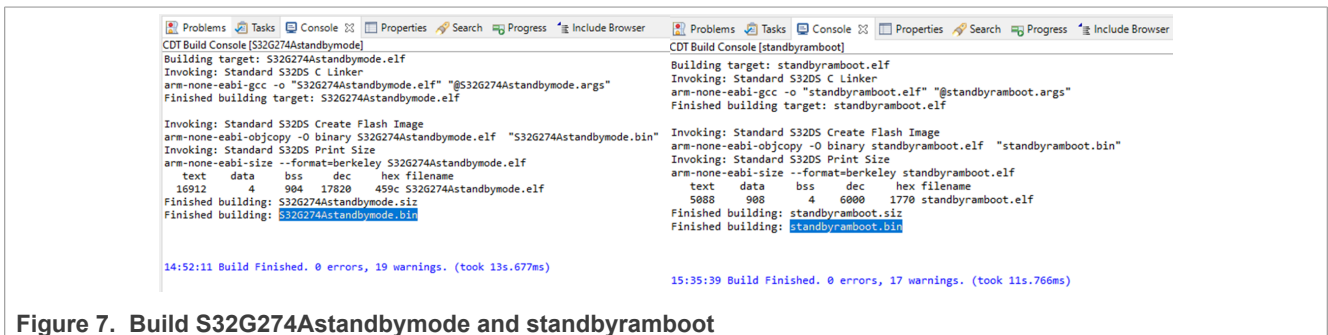 Problems Tasks Console Properties Search Progress Include Browser
CDT Build Console [S32G274Astandbymode]
Building target: S32G274Astandbymode.elf
Invoking: Standard S32DS C Linker
arm-none-eabi-gcc -o "S32G274Astandbymode.elf" "@S32G274Astandbymode.args"
Finished building target: S32G274Astandbymode.elf
Invoking: Standard S32DS Create Flash Image
arm-none-eabi-objcopy -O binary S32G274Astandbymode.elf "S32G274Astandbymode.bin"
Invoking: Standard S32DS Print Size
arm-none-eabi-size --format=berkeley S32G274Astandbymode.elf
text data bss dec hex filename
16912 4 904 17820 459c S32G274Astandbymode.elf
Finished building: S32G274Astandbymode.siz
Finished building: S32G274Astandbymode.bin
14:52:11 Build Finished. 0 errors, 19 warnings. (took 13s.677ms)
Problems Tasks Console Properties Search Progress Include Browser
CDT Build Console [standbyramboot]
Building target: standbyramboot.elf
Invoking: Standard S32DS C Linker
arm-none-eabi-gcc -o "standbyramboot.elf" "@standbyramboot.args"
Finished building target: standbyramboot.elf
Invoking: Standard S32DS Create Flash Image
arm-none-eabi-objcopy -O binary standbyramboot.elf "standbyramboot.bin"
Invoking: Standard S32DS Print Size
arm-none-eabi-size --format=berkeley standbyramboot.elf
text data bss dec hex filename
5088 908 4 6000 1770 standbyramboot.elf
Finished building: standbyramboot.siz
Finished building: standbyramboot.bin
15:35:39 Build Finished. 0 errors, 17 warnings. (took 11s.766ms)
Figure 7. Build S32G274Astandbymode and standbyramboot